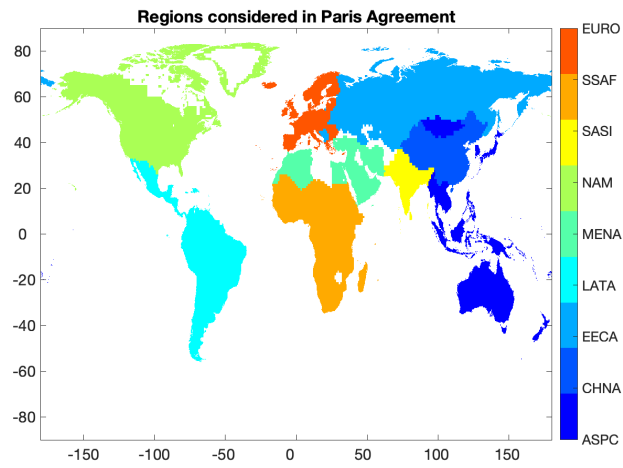 Regions considered in Paris Agreement
80
60
40
20
0
-20
-40
-60
-80
-150
-100
-50
0
50
100
150
EURO
SSAF
SASI
NAM
MENA
LATA
EECA
CHNA
ASPC